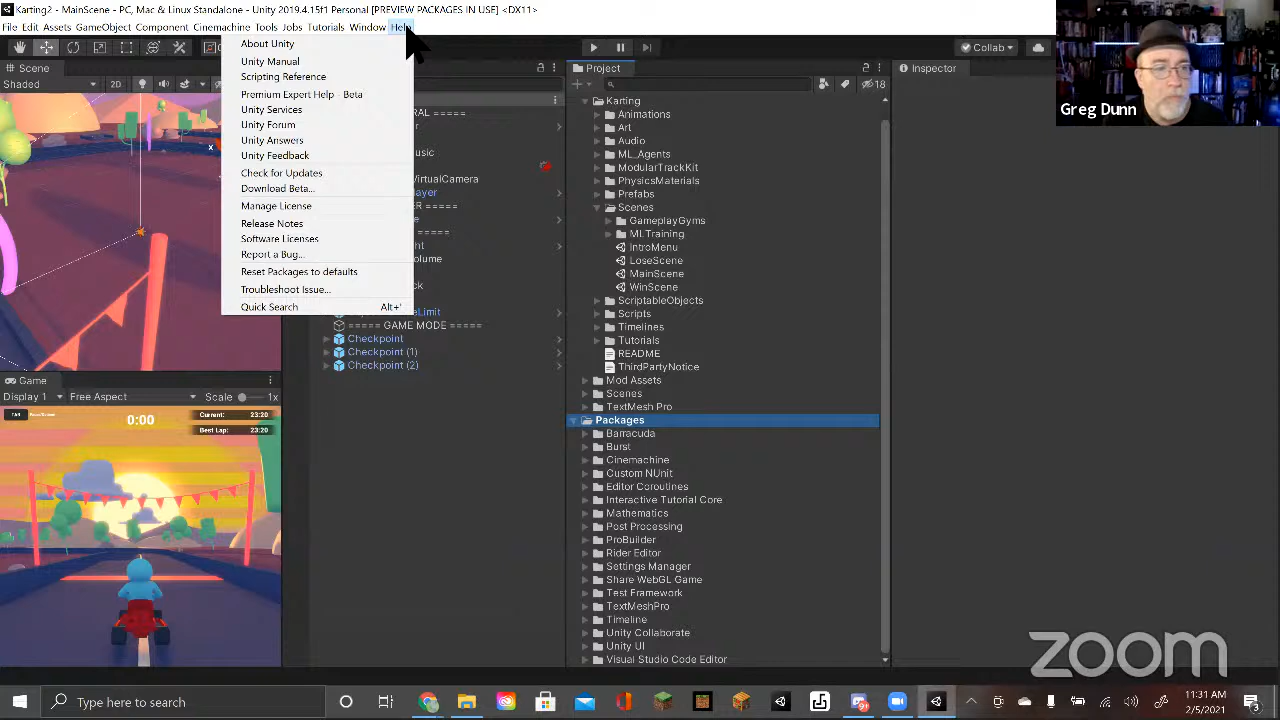 Karting2 - MainScene - PC, Mac & Linux Standalone - Unity 2019.4.15f1 Personal [PREVIEW PACKAGES IN USE] <DX11>
File Edit Assets GameObject Component Cinemachine Tools Jobs Tutorials Window Help
Collab
Scene
Project
Inspector
Shaded 2D
18
About Unity
Unity Manual
Scripting Reference
Premium Expert Help - Beta
Unity Services
Unity Forum
Unity Answers
Unity Feedback
Check for Updates
Download Beta...
Manage License
Release Notes
Software Licenses
Report a Bug...
Reset Packages to defaults
Troubleshoot Issue...
Quick Search Alt+'
x
VirtualCamera
===== GAME MODE =====
Checkpoint
Checkpoint (1)
Checkpoint (2)
Karting
Animations
Art
Audio
ML_Agents
ModularTrackKit
PhysicsMaterials
Prefabs
Scenes
GameplayGyms
MLTraining
IntroMenu
LoseScene
MainScene
WinScene
ScriptableObjects
Scripts
Timelines
Tutorials
README
ThirdPartyNotice
Mod Assets
Scenes
TextMesh Pro
Packages
Barracuda
Burst
Cinemachine
Custom NUnit
Editor Coroutines
Interactive Tutorial Core
Mathematics
Post Processing
ProBuilder
Rider Editor
Settings Manager
Share WebGL Game
Test Framework
TextMeshPro
Timeline
Unity Collaborate
Unity UI
Visual Studio Code Editor
Game
Display 1 Free Aspect Scale 1x
0:00
Current: 23:20
Best Lap: 23:20
Greg Dunn
zoom
Type here to search
11:31 AM
2/5/2021